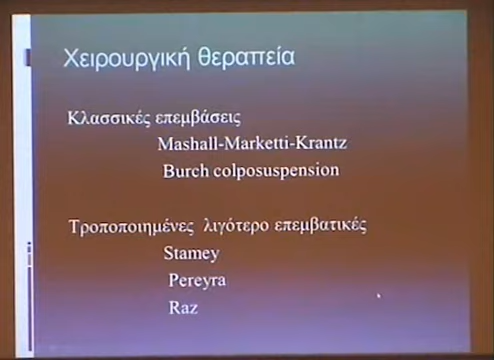 Χειρουργική θεραπεία
Κλασσικές επεμβάσεις
Mashall-Marketti-Krantz
Burch colposuspension
Τροποποιημένες λιγότερο επεμβατικές
Stamey
Pereyra
Raz